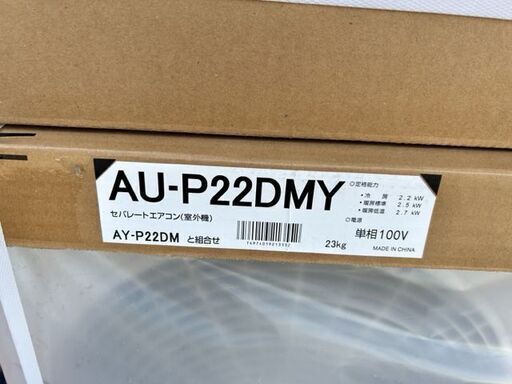 AU-P22DMY
セパレートエアコン(室外機)
AY-P22DM と組合せ
23kg
○定格能力
・冷 房 2.2 kW
・暖房標準 2.5 kW
・暖房低温 2.7 kW
○電源
単相100V
MADE IN CHINA